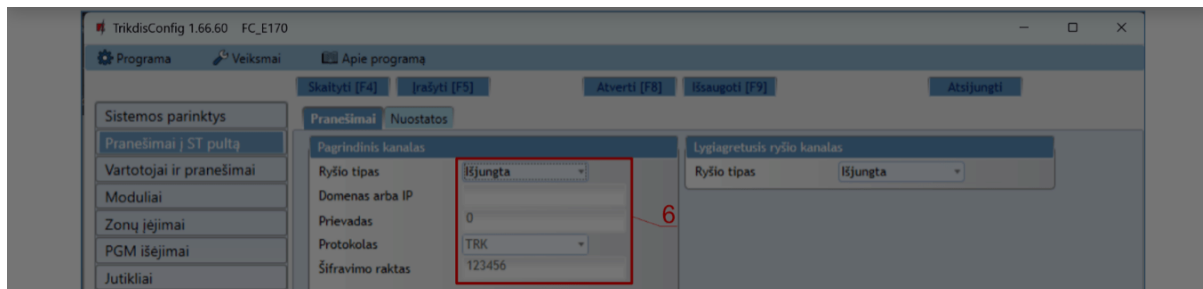 TrikdisConfig 1.66.60 FC_E170
Programa Veiksmai Apie programą
Skaityti [F4] Įrašyti [F5] Atverti [F8] Išsaugoti [F9] Atsijungti
Sistemos parinktys
Pranešimai į ST pultą
Vartotojai ir pranešimai
Moduliai
Zonų įėjimai
PGM išėjimai
Jutikliai
Pranešimai Nuostatos
Pagrindinis kanalas
Ryšio tipas Išjungta
Domenas arba IP
Prievadas 0
Protokolas TRK
Šifravimo raktas 123456
6
Lygiagretusis ryšio kanalas
Ryšio tipas Išjungta